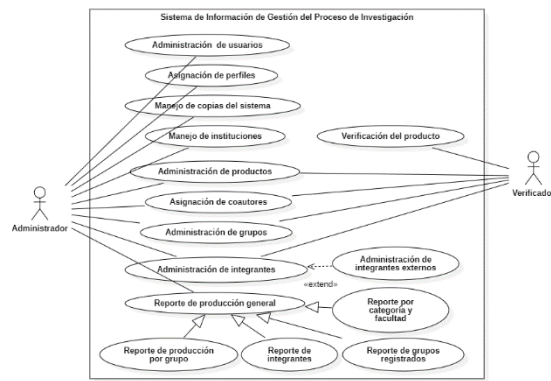 Sistema de Información de Gestión del Proceso de Investigación
Administración de usuarios
Asignación de perfiles
Manejo de copias del sistema
Manejo de instituciones
Verificación del producto
Administración de productos
Asignación de coautores
Administración de grupos
Administrador
Verificado
Administración de integrantes
Administración de
integrantes externos
«extend»
Reporte de producción general
Reporte por
categoría y
facultad
Reporte de producción
por grupo
Reporte de
integrantes
Reporte de grupos
registrados